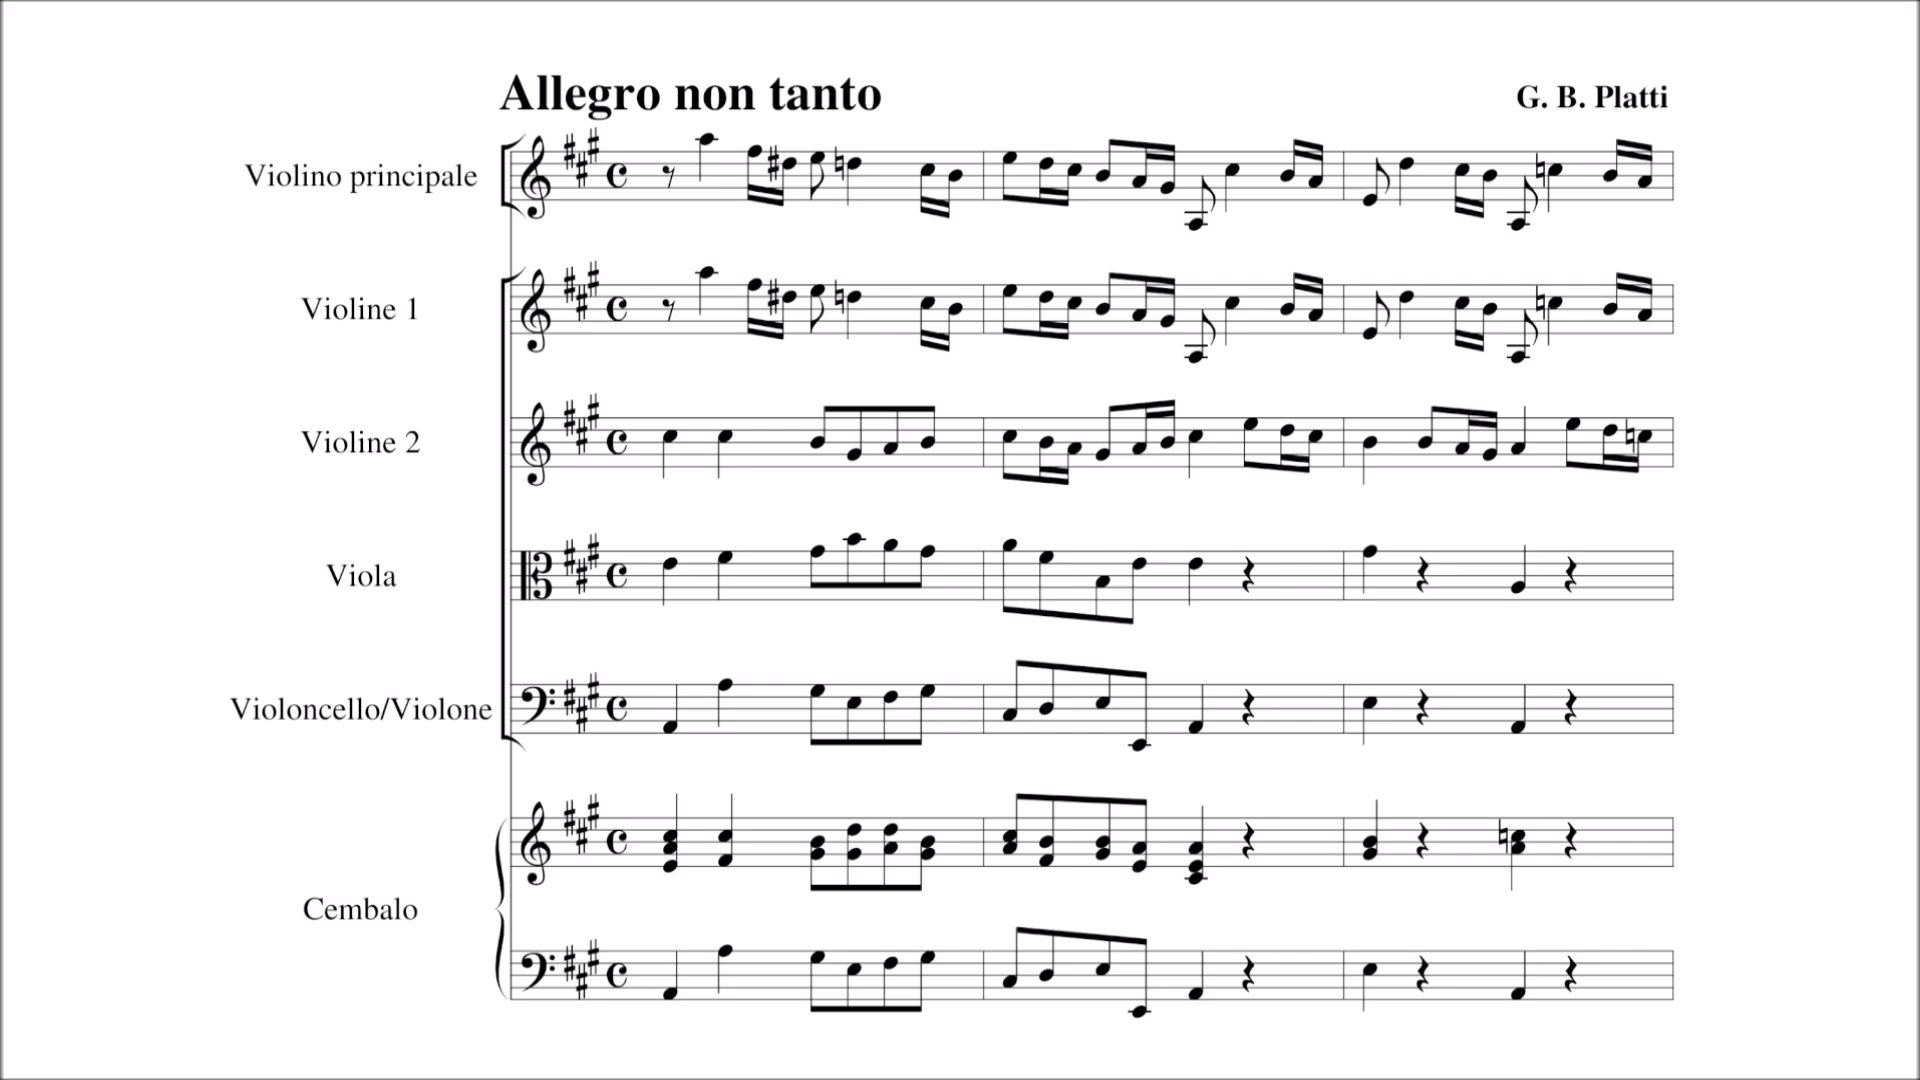 Allegro non tanto
G. B. Platti
Violino principale
Violine 1
Violine 2
Viola
Violoncello/Violone
Cembalo